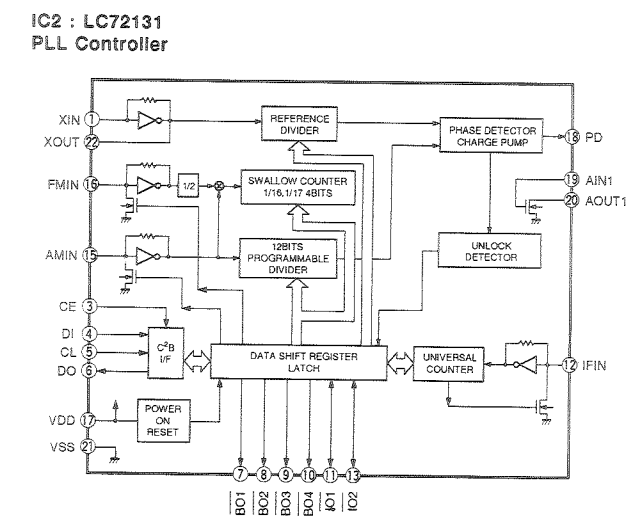 IC2 : LC72131
PLL Controller
XIN 1
REFERENCE
DIVIDER
PHASE DETECTOR
CHARGE PUMP
18 PD
XOUT 22
FMIN 16
1/2
SWALLOW COUNTER
1/16,1/17 4BITS
19 AIN1
20 AOUT1
AMIN 15
12BITS
PROGRAMMABLE
DIVIDER
UNLOCK
DETECTOR
CE 3
DI 4
CL 5
DO 6
C²B
I/F
DATA SHIFT REGISTER
LATCH
UNIVERSAL
COUNTER
12 IFIN
VDD 17
POWER
ON
RESET
VSS 21
7 8 9 10 11 13
BO1 BO2 BO3 BO4 IO1 IO2